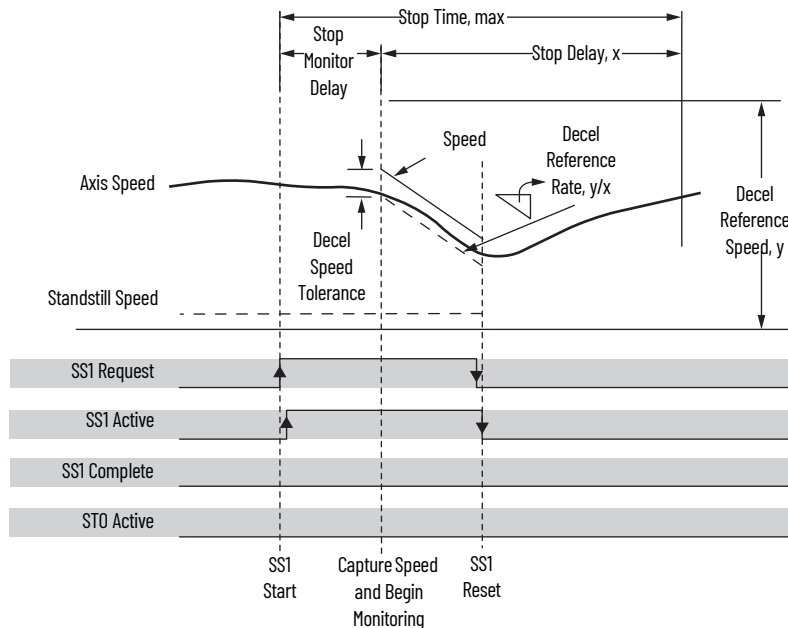 Stop Time, max
Stop
Monitor
Delay
Stop Delay, x
Speed
Decel
Reference
Rate, y/x
Axis Speed
Decel
Speed
Tolerance
Decel
Reference
Speed, y
Standstill Speed
SS1 Request
SS1 Active
SS1 Complete
STO Active
SS1
Start
Capture Speed
and Begin
Monitoring
SS1
Reset